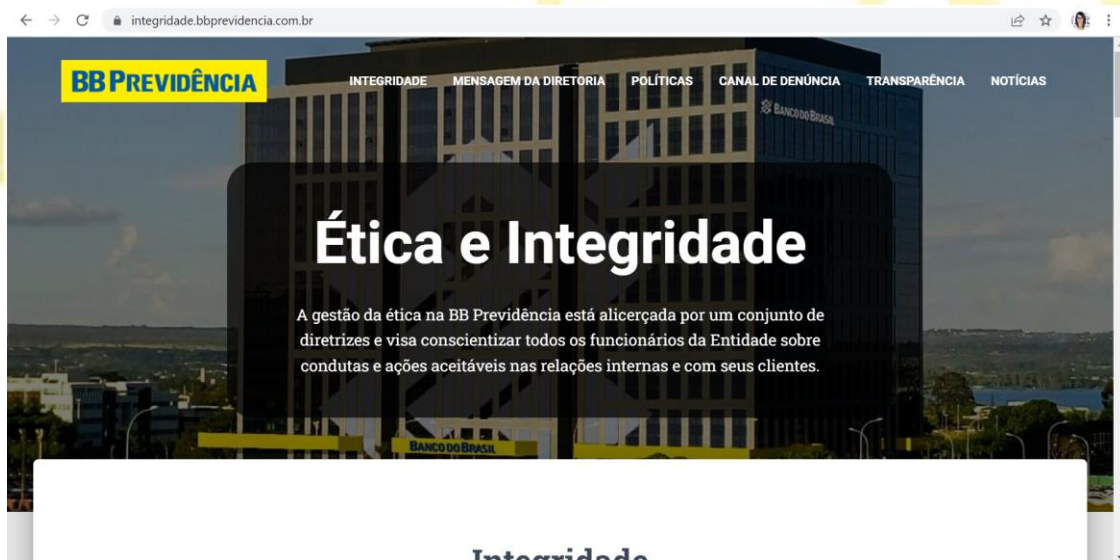 integridade.bbprevidencia.com.br
BB PREVIDÊNCIA
INTEGRIDADE MENSAGEM DA DIRETORIA POLÍTICAS CANAL DE DENÚNCIA TRANSPARÊNCIA NOTÍCIAS
BANCO DO BRASIL
Ética e Integridade
A gestão da ética na BB Previdência está alicerçada por um conjunto de
diretrizes e visa conscientizar todos os funcionários da Entidade sobre
condutas e ações aceitáveis nas relações internas e com seus clientes.
BANCO DO BRASIL
Integridade